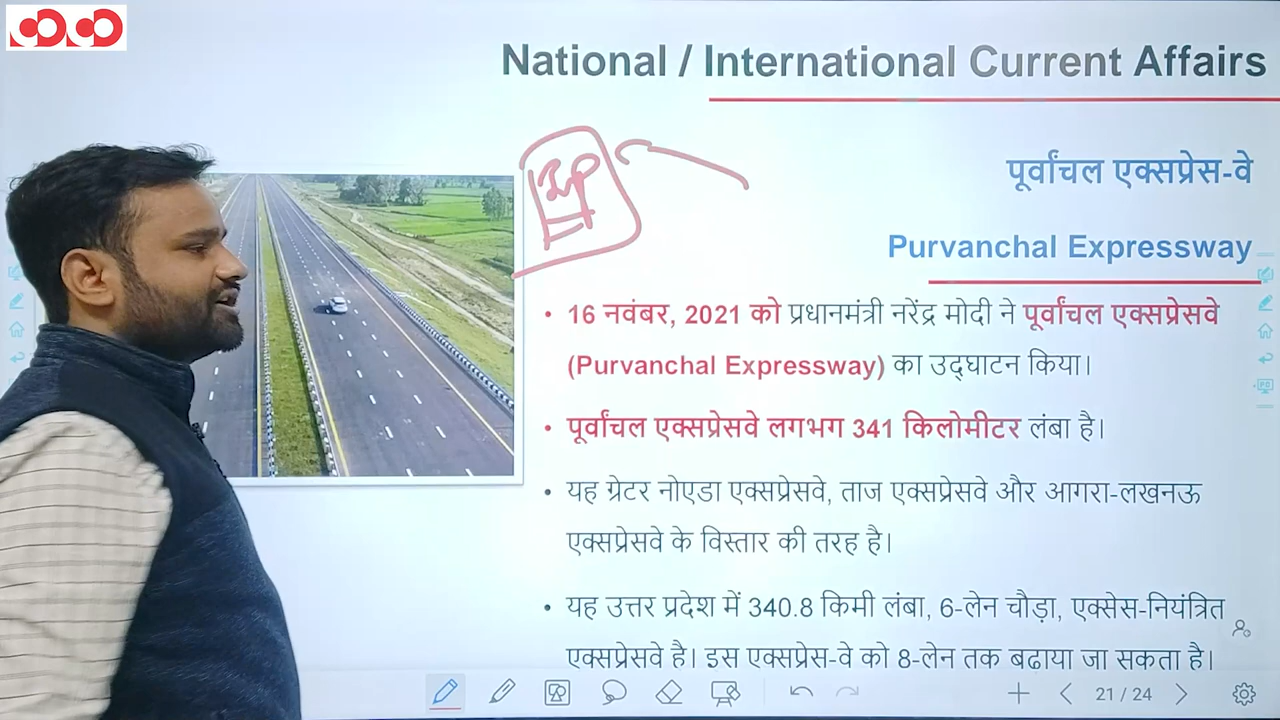 National / International Current Affairs
UP
पूर्वांचल एक्सप्रेस-वे
Purvanchal Expressway
• 16 नवंबर, 2021 को प्रधानमंत्री नरेंद्र मोदी ने पूर्वांचल एक्सप्रेसवे
(Purvanchal Expressway) का उद्घाटन किया।
• पूर्वांचल एक्सप्रेसवे लगभग 341 किलोमीटर लंबा है।
• यह ग्रेटर नोएडा एक्सप्रेसवे, ताज एक्सप्रेसवे और आगरा-लखनऊ
एक्सप्रेसवे के विस्तार की तरह है।
• यह उत्तर प्रदेश में 340.8 किमी लंबा, 6-लेन चौड़ा, एक्सेस-नियंत्रित
एक्सप्रेसवे है। इस एक्सप्रेस-वे को 8-लेन तक बढ़ाया जा सकता है।
21 / 24